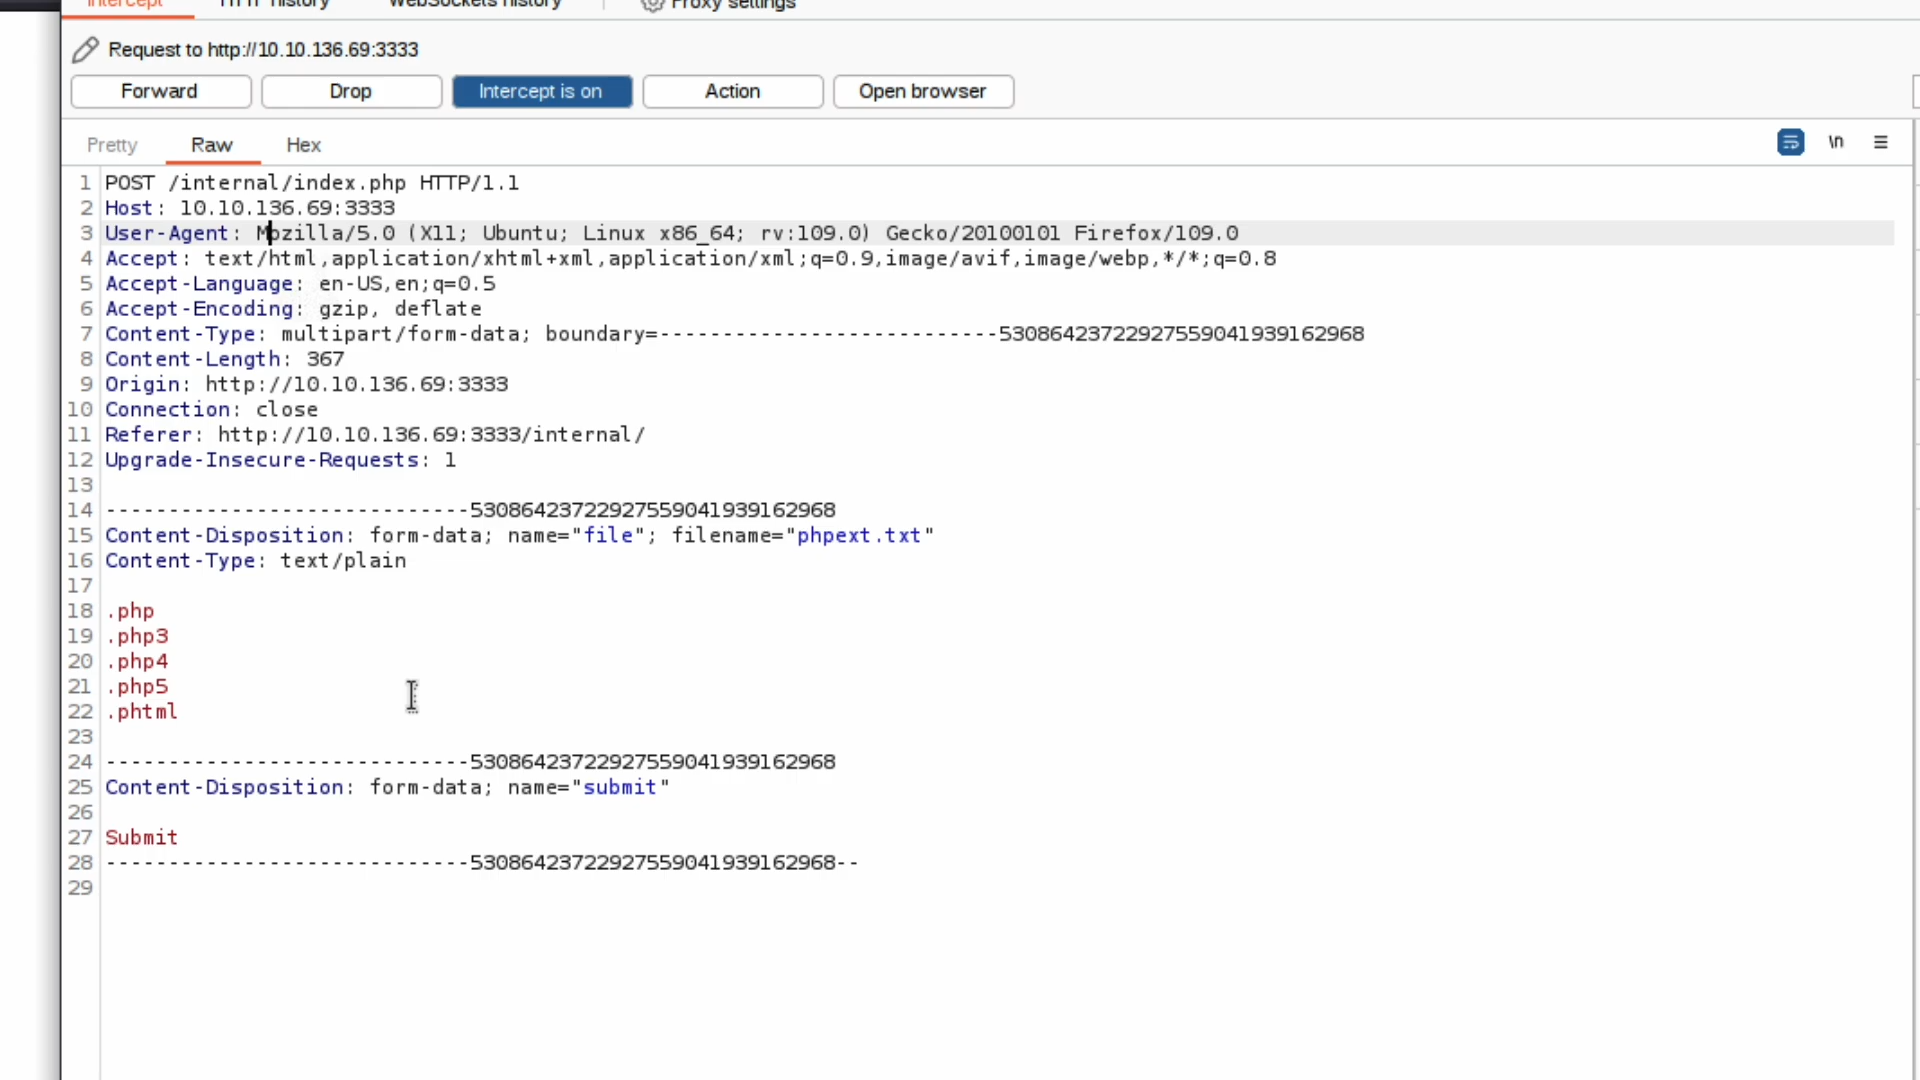 Intercept HTTP history WebSockets history Proxy settings
Request to http://10.10.136.69:3333
Forward Drop Intercept is on Action Open browser
Pretty Raw Hex \n
1 POST /internal/index.php HTTP/1.1
2 Host: 10.10.136.69:3333
3 User-Agent: Mozilla/5.0 (X11; Ubuntu; Linux x86_64; rv:109.0) Gecko/20100101 Firefox/109.0
4 Accept: text/html,application/xhtml+xml,application/xml;q=0.9,image/avif,image/webp,*/*;q=0.8
5 Accept-Language: en-US,en;q=0.5
6 Accept-Encoding: gzip, deflate
7 Content-Type: multipart/form-data; boundary=---------------------------53086423722927559041939162968
8 Content-Length: 367
9 Origin: http://10.10.136.69:3333
10 Connection: close
11 Referer: http://10.10.136.69:3333/internal/
12 Upgrade-Insecure-Requests: 1
13
14 -----------------------------53086423722927559041939162968
15 Content-Disposition: form-data; name="file"; filename="phpext.txt"
16 Content-Type: text/plain
17
18 .php
19 .php3
20 .php4
21 .php5
22 .phtml
23
24 -----------------------------53086423722927559041939162968
25 Content-Disposition: form-data; name="submit"
26
27 Submit
28 -----------------------------53086423722927559041939162968--
29